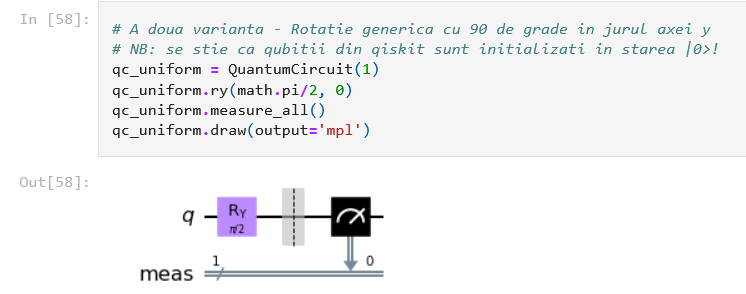 In [58]:
# A doua varianta - Rotatie generica cu 90 de grade in jurul axei y
# NB: se stie ca qubitii din qiskit sunt initializati in starea |0>!
qc_uniform = QuantumCircuit(1)
qc_uniform.ry(math.pi/2, 0)
qc_uniform.measure_all()
qc_uniform.draw(output='mpl')
Out[58]:
q
RY
π/2
1
0
meas